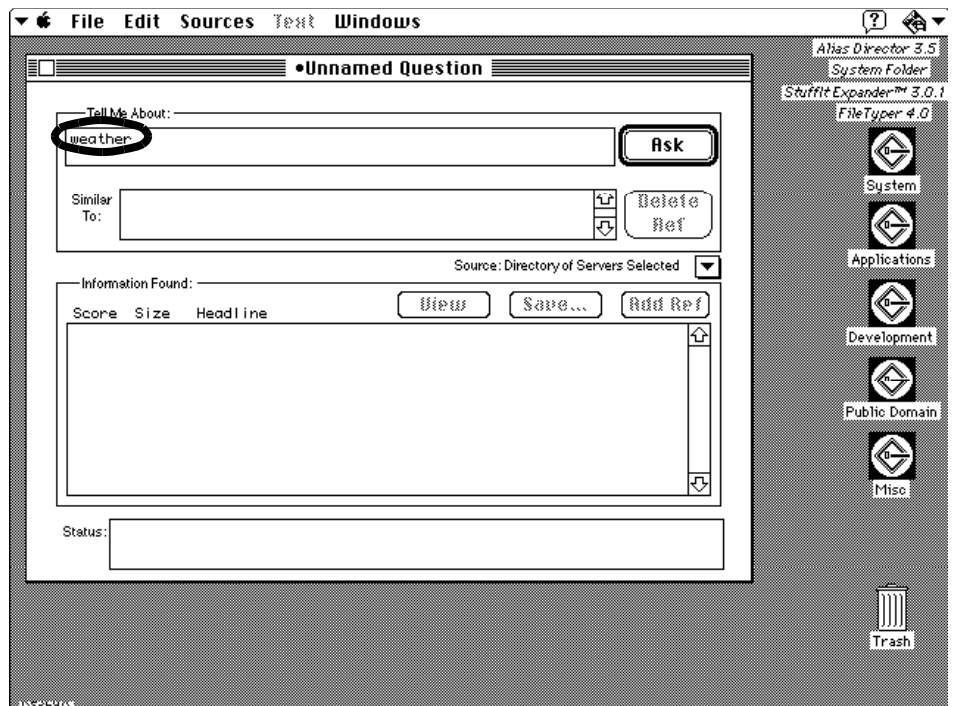 File Edit Sources Text Windows
Alias Director 3.5
•Unnamed Question
System Folder
StuffIt Expander™ 3.0.1
FileTyper 4.0
Tell Me About:
weather
Ask
System
Similar To:
Delete Ref
Applications
Source: Directory of Servers Selected
Information Found:
View Save... Add Ref
Score Size Headline
Development
Public Domain
Misc
Status:
Trash